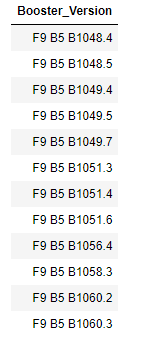 Booster_Version
F9 B5 B1048.4
F9 B5 B1048.5
F9 B5 B1049.4
F9 B5 B1049.5
F9 B5 B1049.7
F9 B5 B1051.3
F9 B5 B1051.4
F9 B5 B1051.6
F9 B5 B1056.4
F9 B5 B1058.3
F9 B5 B1060.2
F9 B5 B1060.3